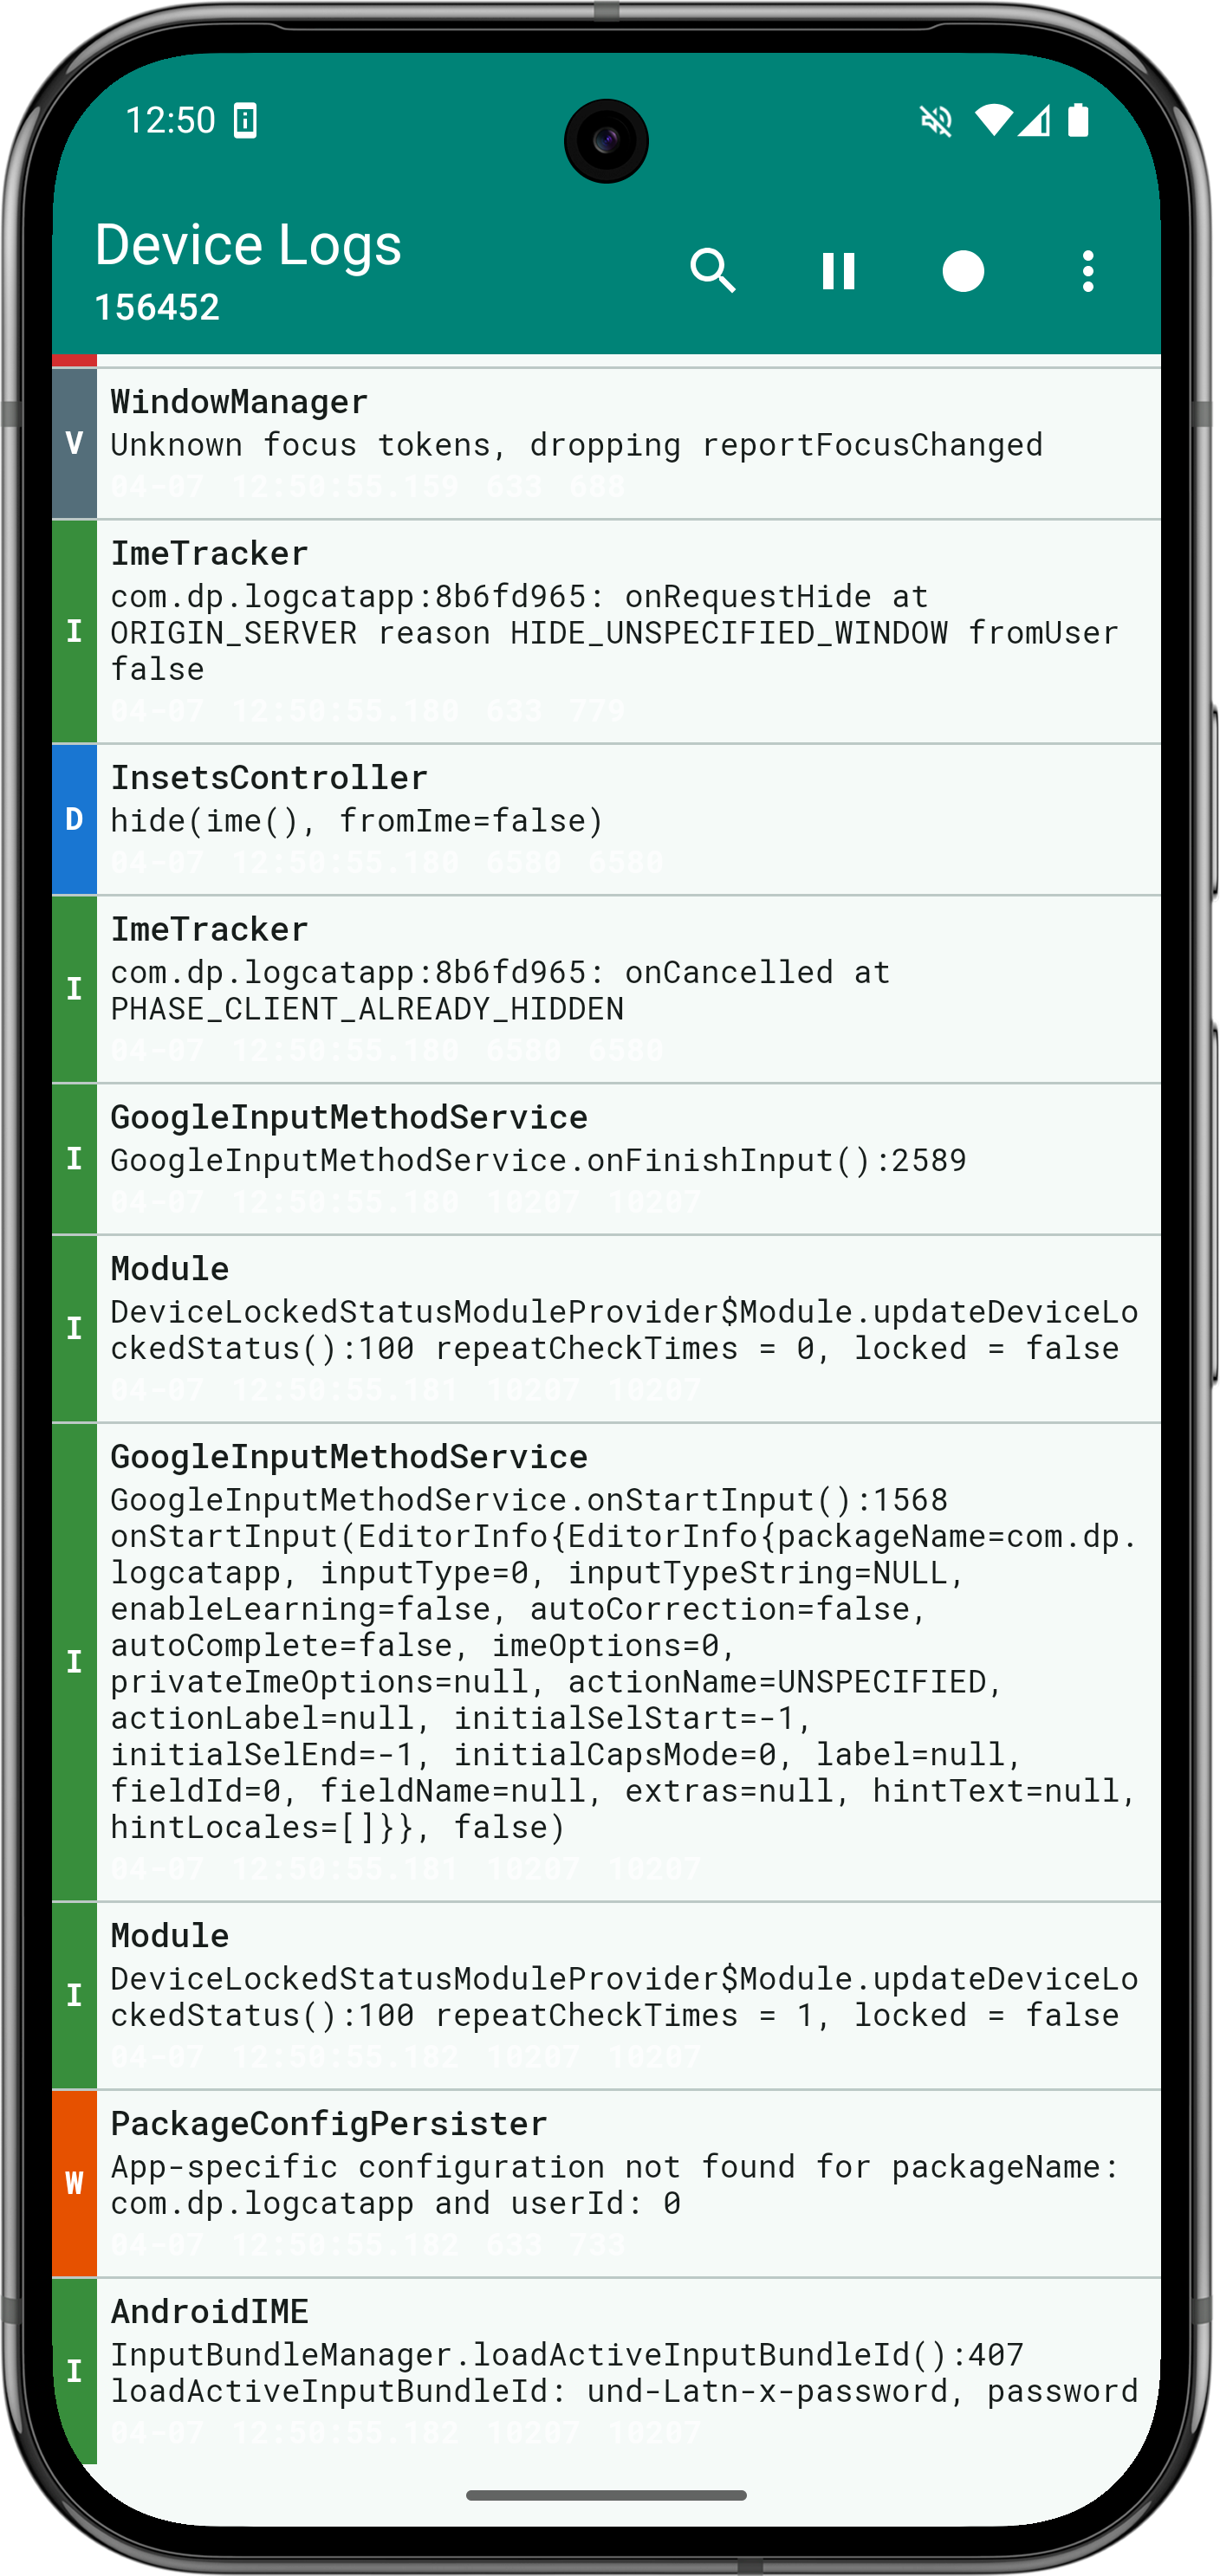 12:50
Device Logs
156452
WindowManager
V
Unknown focus tokens, dropping reportFocusChanged
04-07 12:50:55.159 633 688
ImeTracker
com.dp.logcatapp:8b6fd965: onRequestHide at
I
ORIGIN_SERVER reason HIDE_UNSPECIFIED_WINDOW fromUser
false
04-07 12:50:55.180 633 779
InsetsController
D
hide(ime(), fromIme=false)
04-07 12:50:55.180 6580 6580
ImeTracker
com.dp.logcatapp:8b6fd965: onCancelled at
I
PHASE_CLIENT_ALREADY_HIDDEN
04-07 12:50:55.180 6580 6580
GoogleInputMethodService
I
GoogleInputMethodService.onFinishInput():2589
04-07 12:50:55.180 10207 10207
Module
DeviceLockedStatusModuleProvider$Module.updateDeviceLo
I
ckedStatus():100 repeatCheckTimes = 0, locked = false
04-07 12:50:55.181 10207 10207
GoogleInputMethodService
GoogleInputMethodService.onStartInput():1568
onStartInput(EditorInfo{EditorInfo{packageName=com.dp.
logcatapp, inputType=0, inputTypeString=NULL,
enableLearning=false, autoCorrection=false,
autoComplete=false, imeOptions=0,
I
privateImeOptions=null, actionName=UNSPECIFIED,
actionLabel=null, initialSelStart=-1,
initialSelEnd=-1, initialCapsMode=0, label=null,
fieldId=0, fieldName=null, extras=null, hintText=null,
hintLocales=[]}}, false)
04-07 12:50:55.181 10207 10207
Module
DeviceLockedStatusModuleProvider$Module.updateDeviceLo
I
ckedStatus():100 repeatCheckTimes = 1, locked = false
04-07 12:50:55.182 10207 10207
PackageConfigPersister
App-specific configuration not found for packageName:
W
com.dp.logcatapp and userId: 0
04-07 12:50:55.182 633 733
AndroidIME
InputBundleManager.loadActiveInputBundleId():407
I
loadActiveInputBundleId: und-Latn-x-password, password
04-07 12:50:55.182 10207 10207